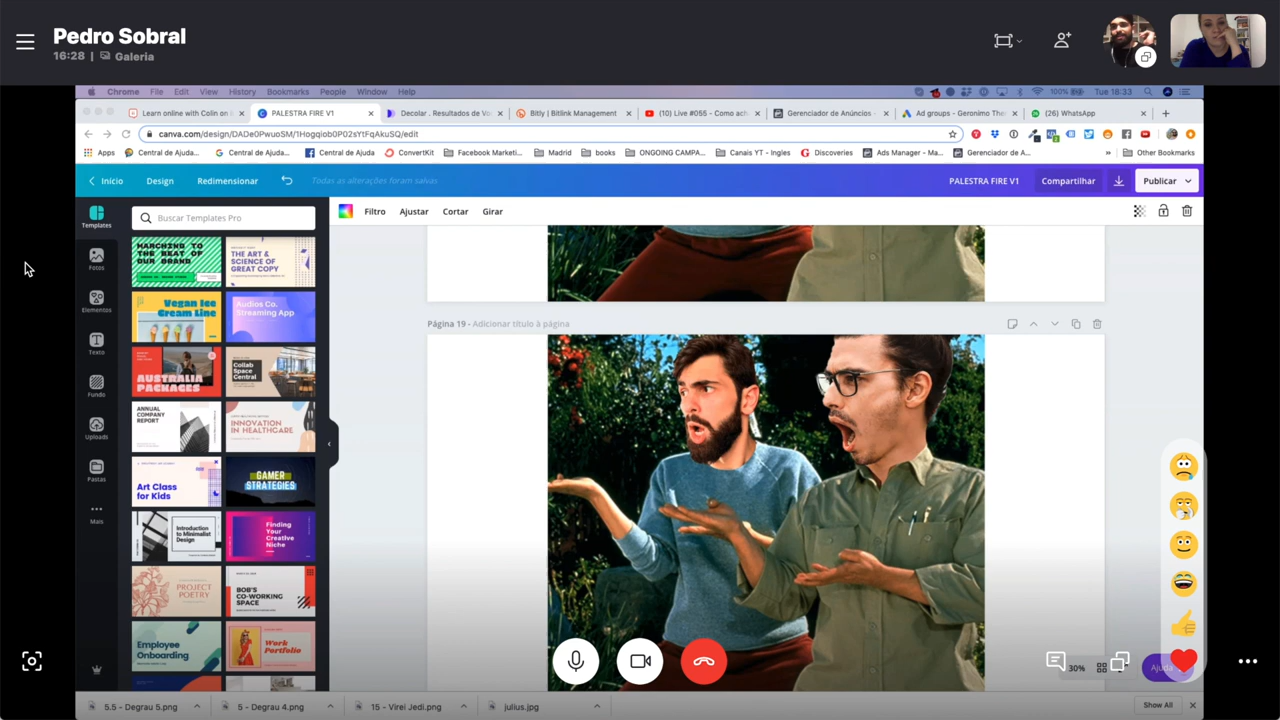 Pedro Sobral
16:28 | Galeria
Chrome File Edit View History Bookmarks People Window Help
100% Tue 18:33
Learn online with Colin on
PALESTRA FIRE V1
Decolar . Resultados de Va
Bitly | Bitlink Management
(10) Live #055 - Como ach
Gerenciador de Anúncios -
Ad groups - Geronimo The
(26) WhatsApp
canva.com/design/DADe0PwuoSM/1Hogqiob0P02sYtFqAkuSQ/edit
Apps
Central de Ajuda...
Central de Ajuda...
Central de Ajuda
ConvertKit
Facebook Marketi...
Madrid
books
ONGOING CAMPA...
Canais YT - Ingles
Discoveries
Ads Manager - Ma...
Gerenciador de A...
»
Other Bookmarks
Início
Design
Redimensionar
Todas as alterações foram salvas
PALESTRA FIRE V1
Compartilhar
Publicar
Templates
Fotos
Elementos
Texto
Fundo
Uploads
Pastas
Mais
Buscar Templates Pro
MARCHING TO
THE BEAT OF
OUR BRAND
THE ART &
SCIENCE OF
GREAT COPY
Vegan Ice
Cream Line
Audios Co.
Streaming App
AUSTRALIA
PACKAGES
Collab
Space
Central
ANNUAL
COMPANY
REPORT
INNOVATION
IN HEALTHCARE
Art Class
for Kids
GAMER
STRATEGIES
Introduction
to Minimalist
Design
Finding
Your
Creative
Niche
PROJECT
POETRY
BOB'S
CO-WORKING
SPACE
Employee
Onboarding
Work
Portfolio
Filtro
Ajustar
Cortar
Girar
Página 19 - Adicionar título à página
30%
Ajuda
5.5 - Degrau 5.png
5 - Degrau 4.png
15 - Virei Jedi.png
julius.jpg
Show All